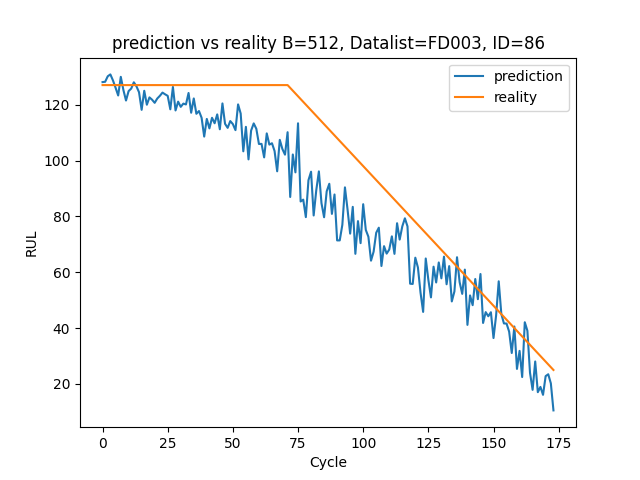 prediction vs reality B=512, Datalist=FD003, ID=86
prediction
reality
RUL
120
100
80
60
40
20
0 25 50 75 100 125 150 175
Cycle